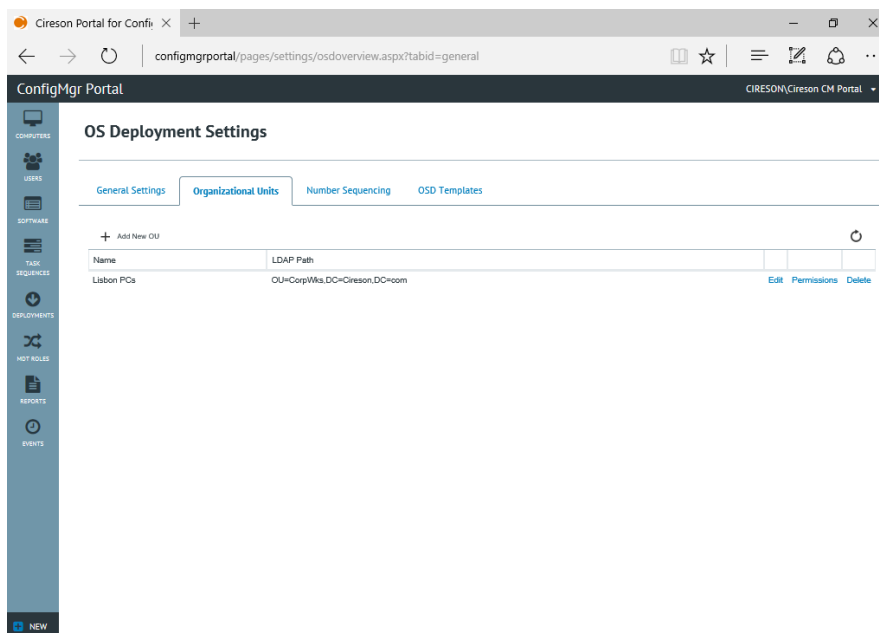 Cireson Portal for Confi
configmgrportal/pages/settings/osdoverview.aspx?tabid=general
ConfigMgr Portal
CIRESON\Cireson CM Portal
COMPUTERS
USERS
SOFTWARE
TASK
SEQUENCES
DEPLOYMENTS
MDT ROLES
REPORTS
EVENTS
NEW
OS Deployment Settings
General Settings Organizational Units Number Sequencing OSD Templates
Add New OU
Name LDAP Path
Lisbon PCs OU=CorpWks,DC=Cireson,DC=com Edit Permissions Delete